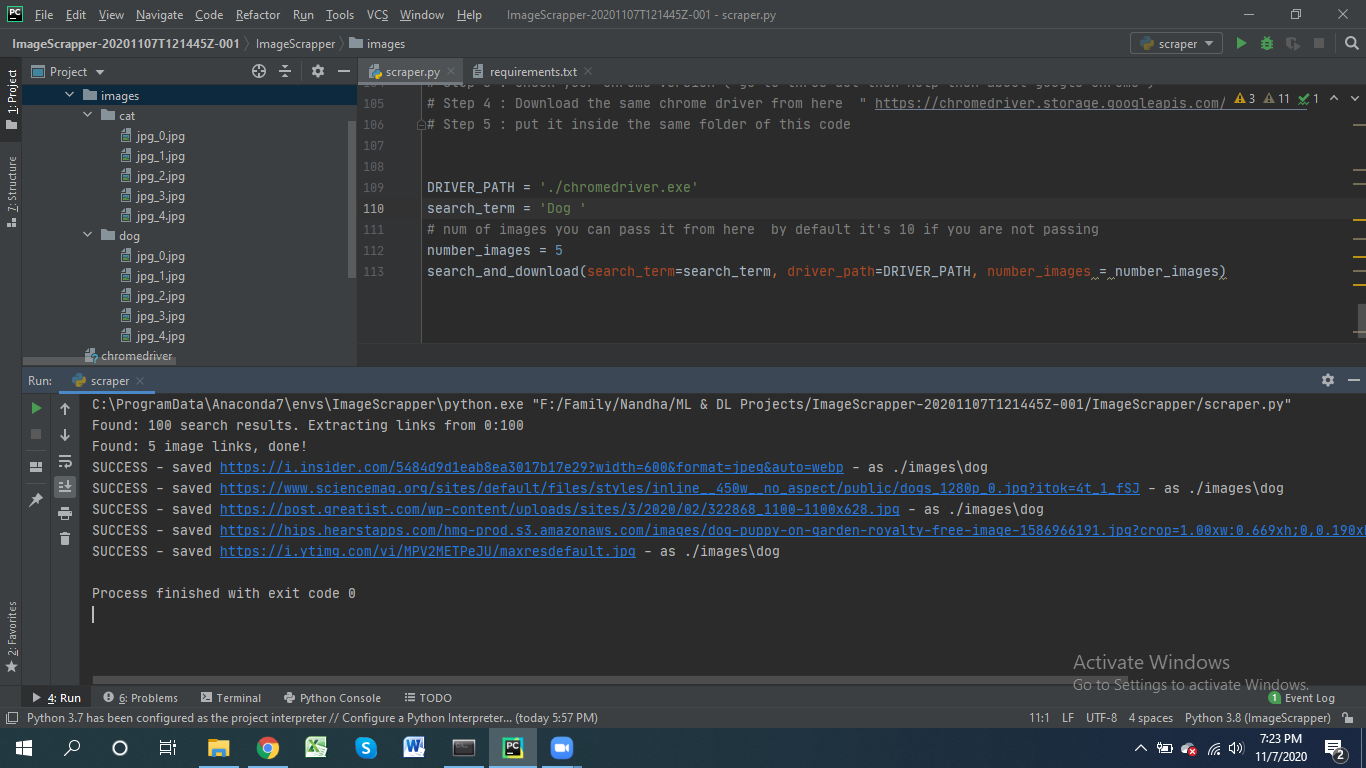 File Edit View Navigate Code Refactor Run Tools VCS Window Help ImageScrapper-20201107T121445Z-001 - scraper.py
ImageScrapper-20201107T121445Z-001 ImageScrapper images scraper
1: Project
Project
scraper.py requirements.txt
images
cat
jpg_0.jpg
jpg_1.jpg
jpg_2.jpg
jpg_3.jpg
jpg_4.jpg
dog
jpg_0.jpg
jpg_1.jpg
jpg_2.jpg
jpg_3.jpg
jpg_4.jpg
chromedriver
7: Structure
105 # Step 4 : Download the same chrome driver from here " https://chromedriver.storage.googleapis.com/ 3 11 1
106 # Step 5 : put it inside the same folder of this code
107
108
109 DRIVER_PATH = './chromedriver.exe'
110 search_term = 'Dog '
111 # num of images you can pass it from here by default it's 10 if you are not passing
112 number_images = 5
113 search_and_download(search_term=search_term, driver_path=DRIVER_PATH, number_images = number_images)
Run: scraper
C:\ProgramData\Anaconda7\envs\ImageScrapper\python.exe "F:/Family/Nandha/ML & DL Projects/ImageScrapper-20201107T121445Z-001/ImageScrapper/scraper.py"
Found: 100 search results. Extracting links from 0:100
Found: 5 image links, done!
SUCCESS - saved https://i.insider.com/5484d9d1eab8ea3017b17e29?width=600&format=jpeg&auto=webp - as ./images\dog
SUCCESS - saved https://www.sciencemag.org/sites/default/files/styles/inline__450w__no_aspect/public/dogs_1280p_0.jpg?itok=4t_1_fSJ - as ./images\dog
SUCCESS - saved https://post.greatist.com/wp-content/uploads/sites/3/2020/02/322868_1100-1100x628.jpg - as ./images\dog
SUCCESS - saved https://hips.hearstapps.com/hmg-prod.s3.amazonaws.com/images/dog-puppy-on-garden-royalty-free-image-1586966191.jpg?crop=1.00xw:0.669xh;0,0.190xh
SUCCESS - saved https://i.ytimg.com/vi/MPV2METPeJU/maxresdefault.jpg - as ./images\dog
Process finished with exit code 0
2: Favorites
Activate Windows
Go to Settings to activate Windows.
4: Run 6: Problems Terminal Python Console TODO 1 Event Log
Python 3.7 has been configured as the project interpreter // Configure a Python Interpreter... (today 5:57 PM) 11:1 LF UTF-8 4 spaces Python 3.8 (ImageScrapper)
7:23 PM
11/7/2020
2